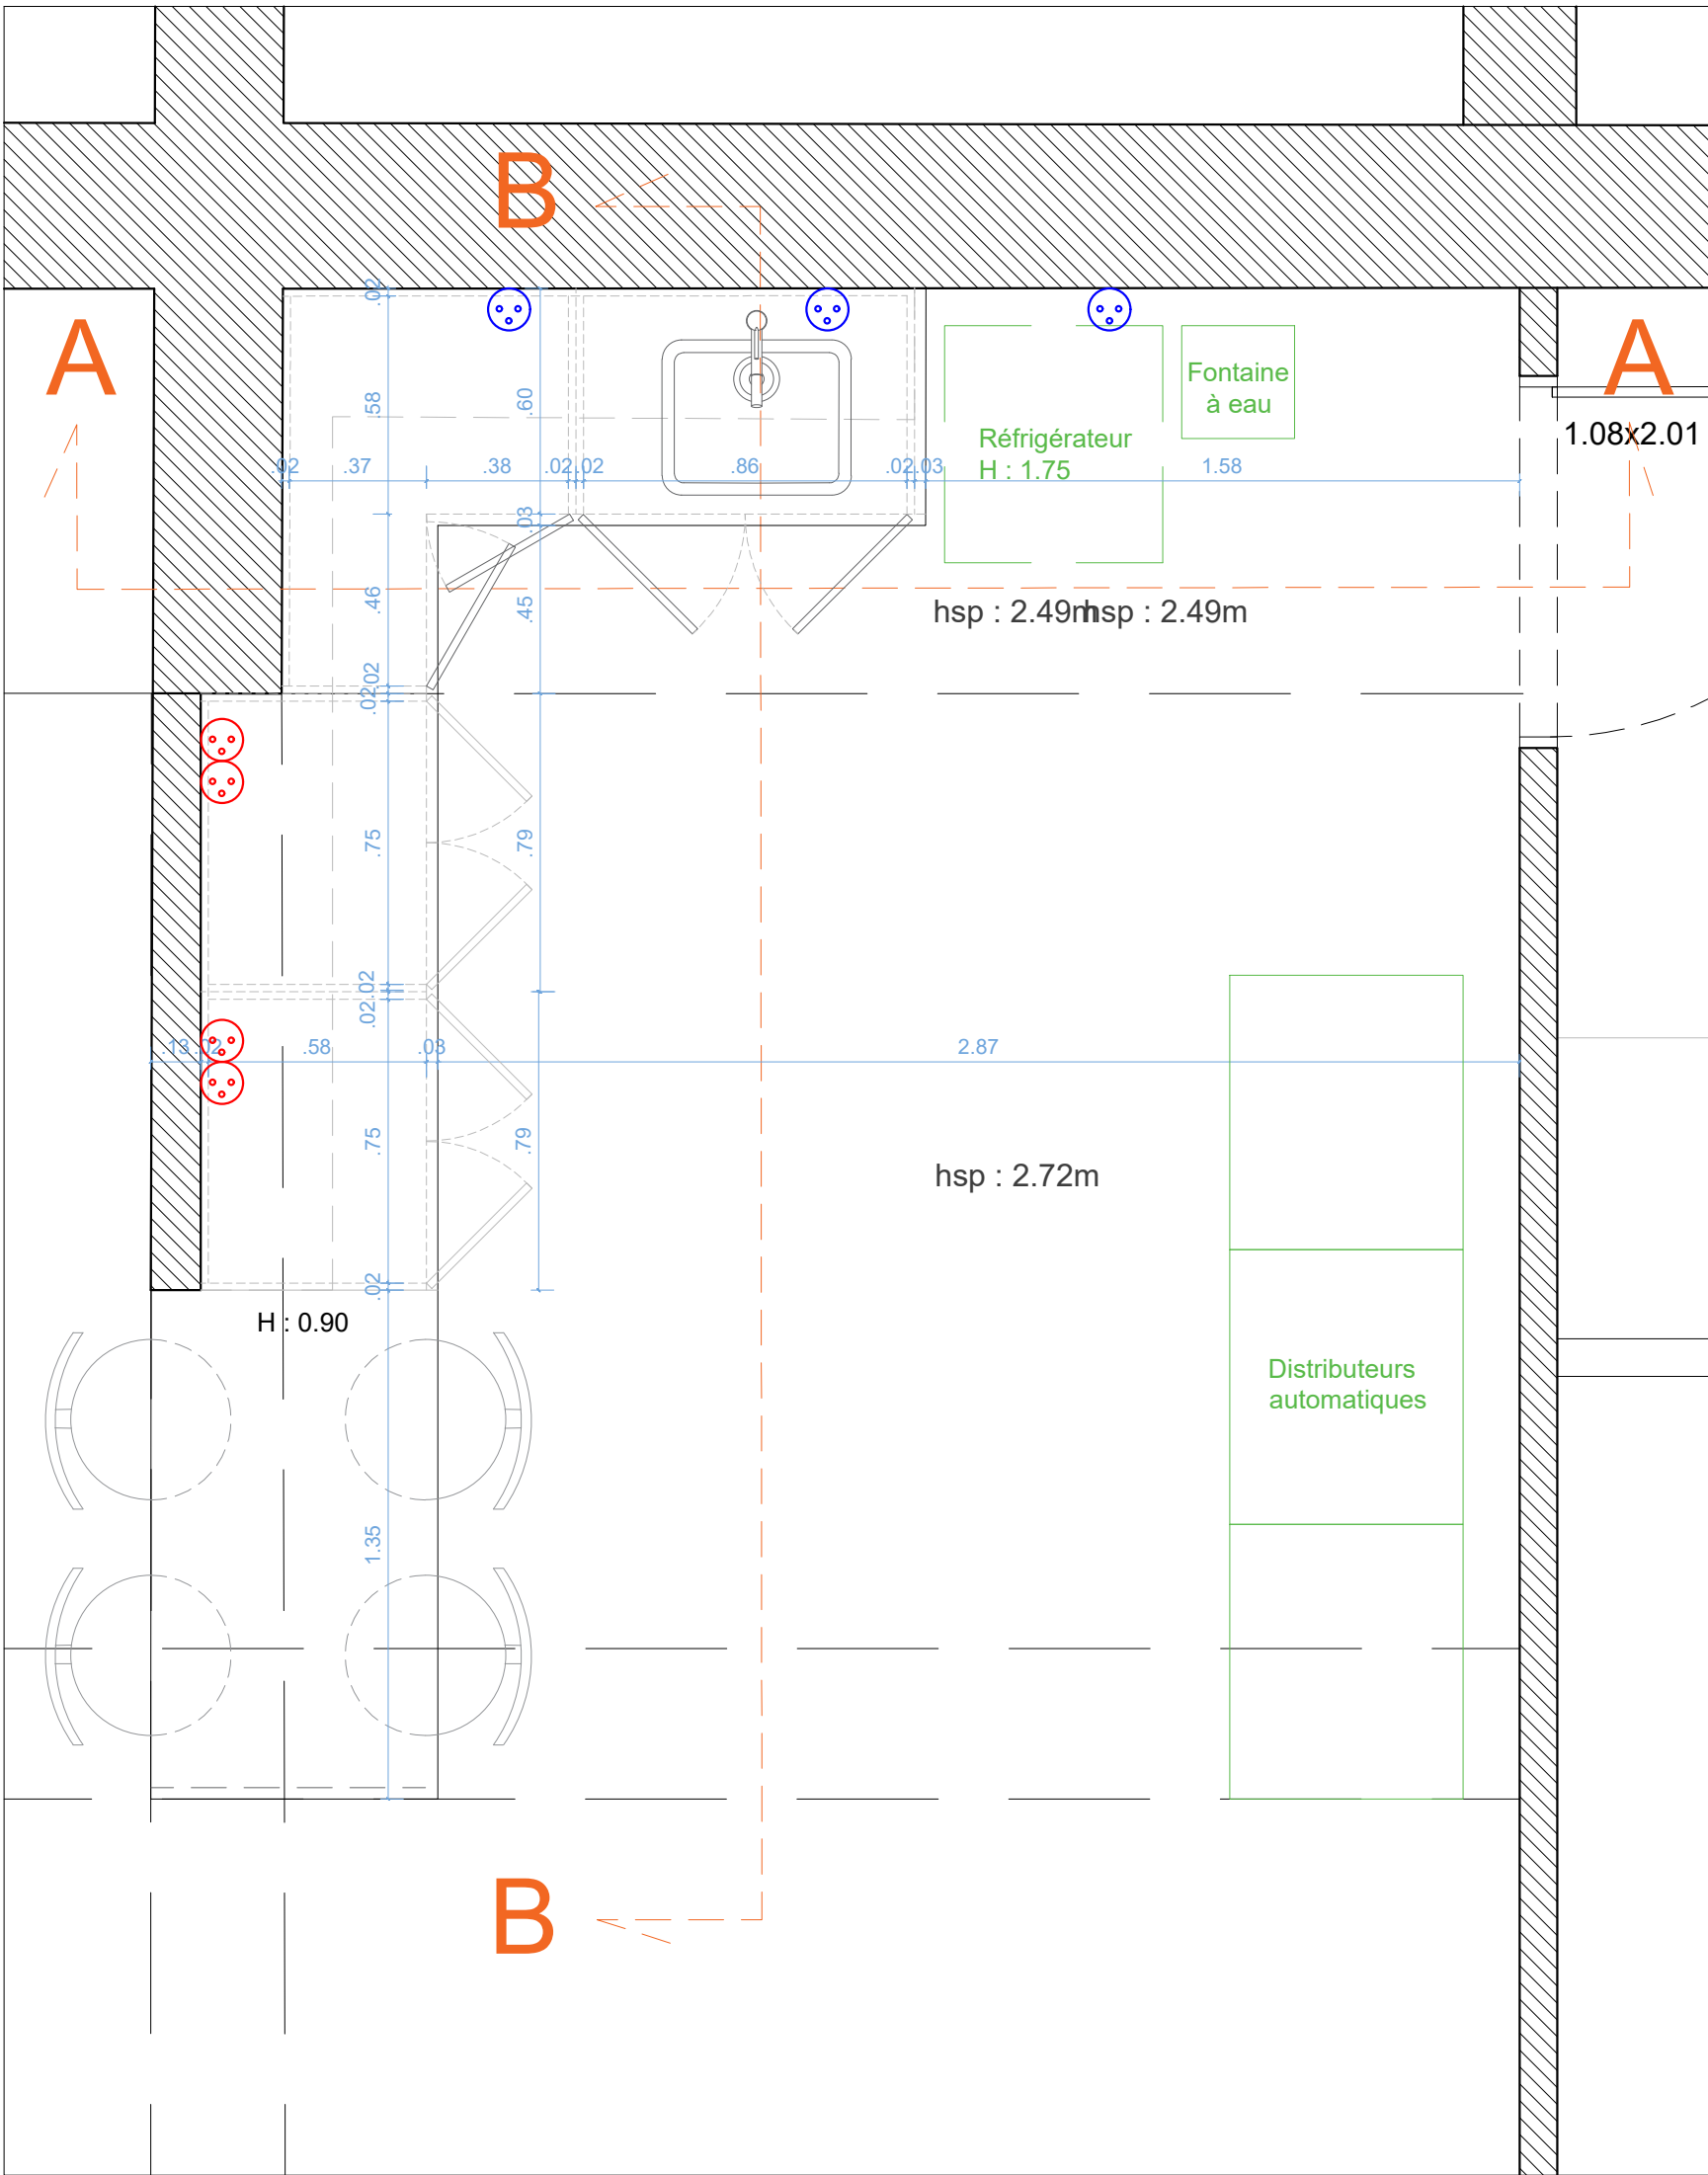 B
A
A
.02
.58
.60
Fontaine
à eau
Réfrigérateur
H : 1.75
1.08x2.01
.02
.37
.38
.02
.02
.86
.02
.03
1.58
.03
.46
.45
hsp : 2.49m
hsp : 2.49m
.02
.02
.75
.79
.02
.02
.13
.02
.58
.03
2.87
.75
.79
hsp : 2.72m
.02
H : 0.90
Distributeurs
automatiques
1.35
B